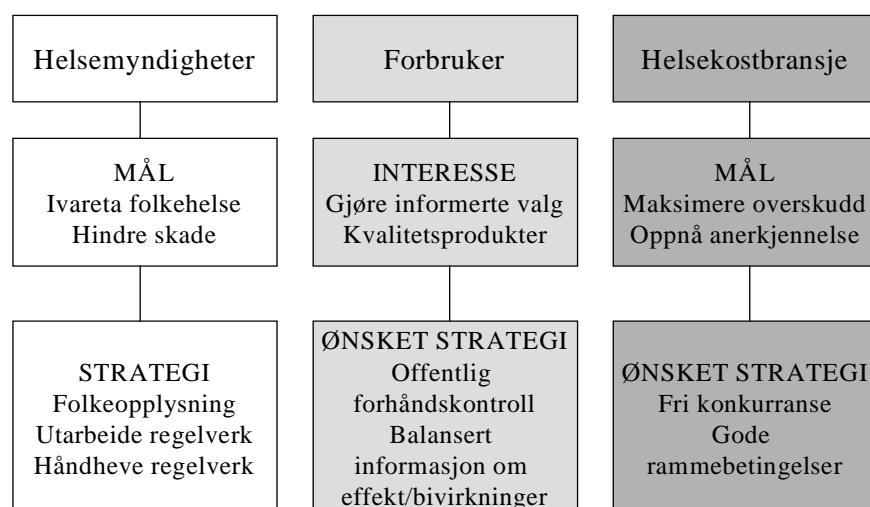 Helsemyndigheter
MÅL
Ivareta folkehelse
Hindre skade
STRATEGI
Folkeopplysning
Utarbeide regelverk
Håndheve regelverk
Forbruker
INTERESSE
Gjøre informerte valg
Kvalitetsprodukter
ØNSKET STRATEGI
Offentlig
forhåndskontroll
Balansert
informasjon om
effekt/bivirkninger
Helsekostbransje
MÅL
Maksimere overskudd
Oppnå anerkjennelse
ØNSKET STRATEGI
Fri konkurranse
Gode
rammebetingelser